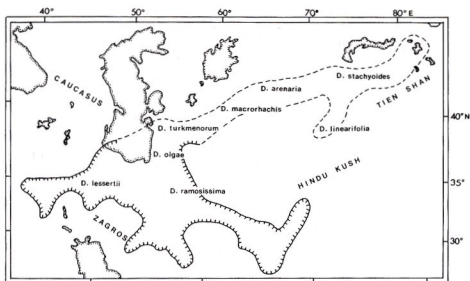 40° 50° 60° 70° 80° E
CAUCASUS
D. stachyoides
D. arenaria
TIEN SHAN
D. macrorhachis
40°N
D. turkmenorum
D. linearifolia
D. olgae
HINDU KUSH
D. lessertii
D. ramosissima
35°
ZAGROS
30°